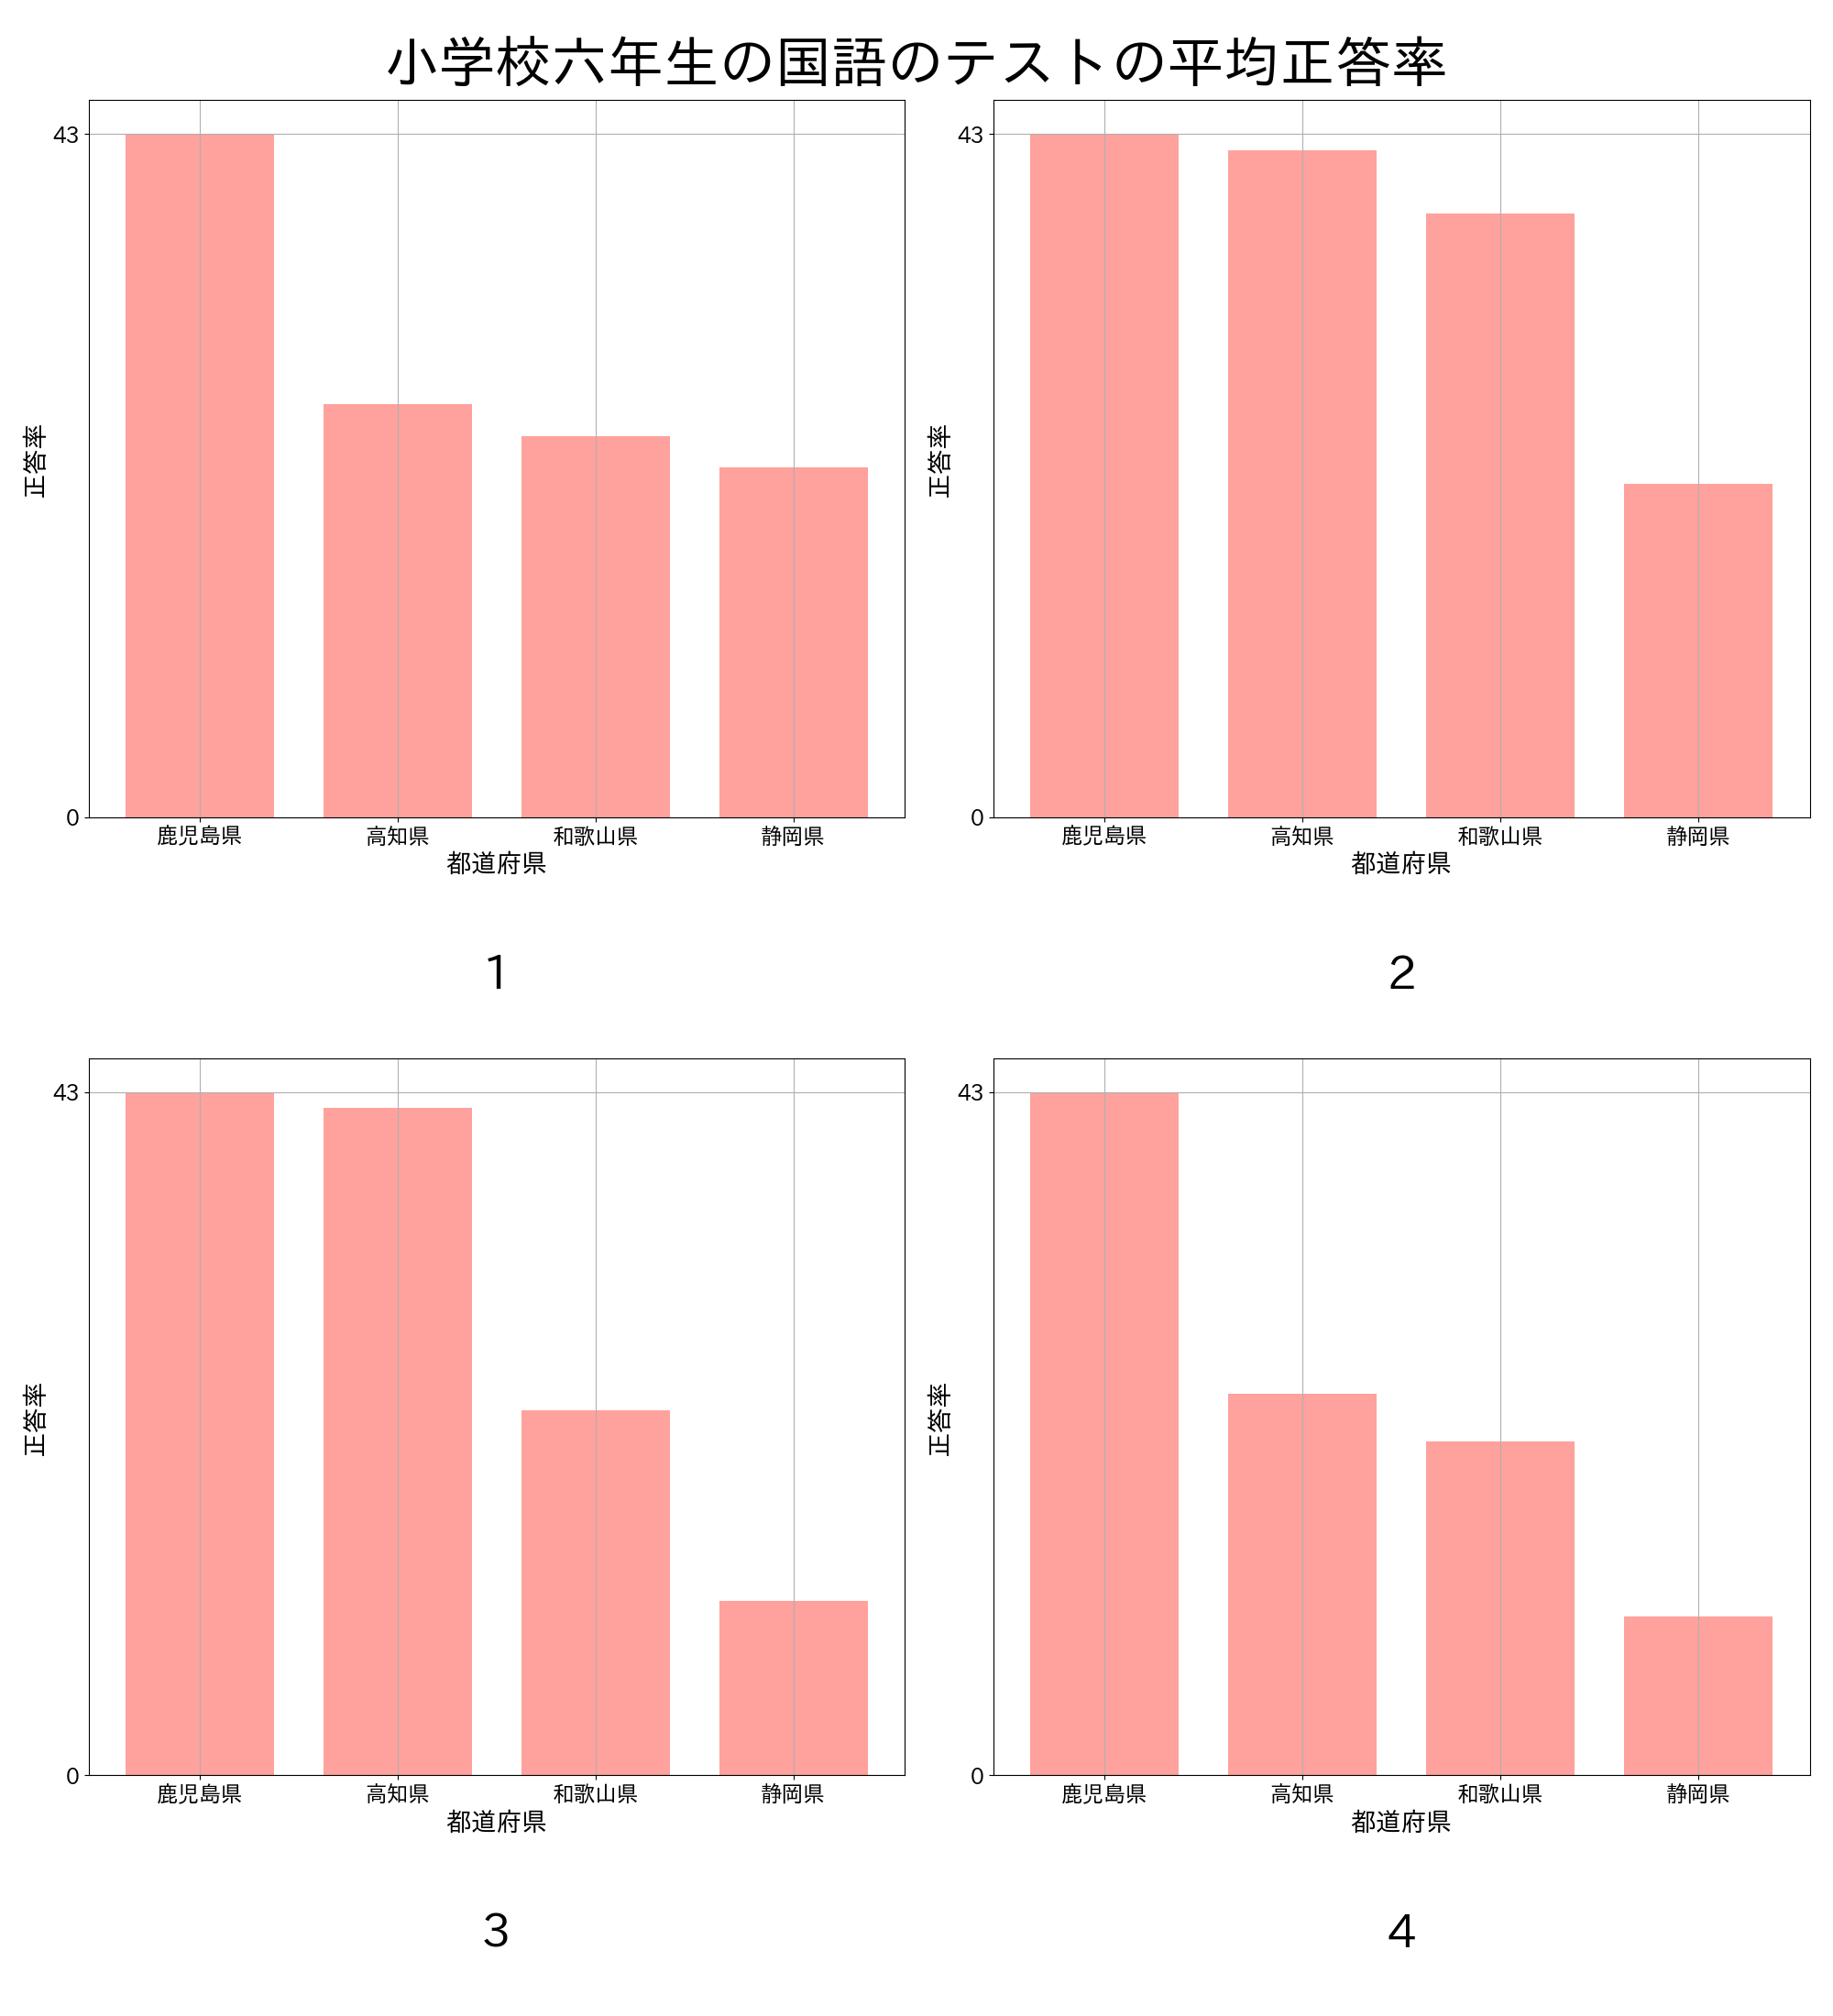 小学校六年生の国語のテストの平均正答率
43
正答率
0
鹿児島県 高知県 和歌山県 静岡県
都道府県
1
43
正答率
0
鹿児島県 高知県 和歌山県 静岡県
都道府県
2
43
正答率
0
鹿児島県 高知県 和歌山県 静岡県
都道府県
3
43
正答率
0
鹿児島県 高知県 和歌山県 静岡県
都道府県
4